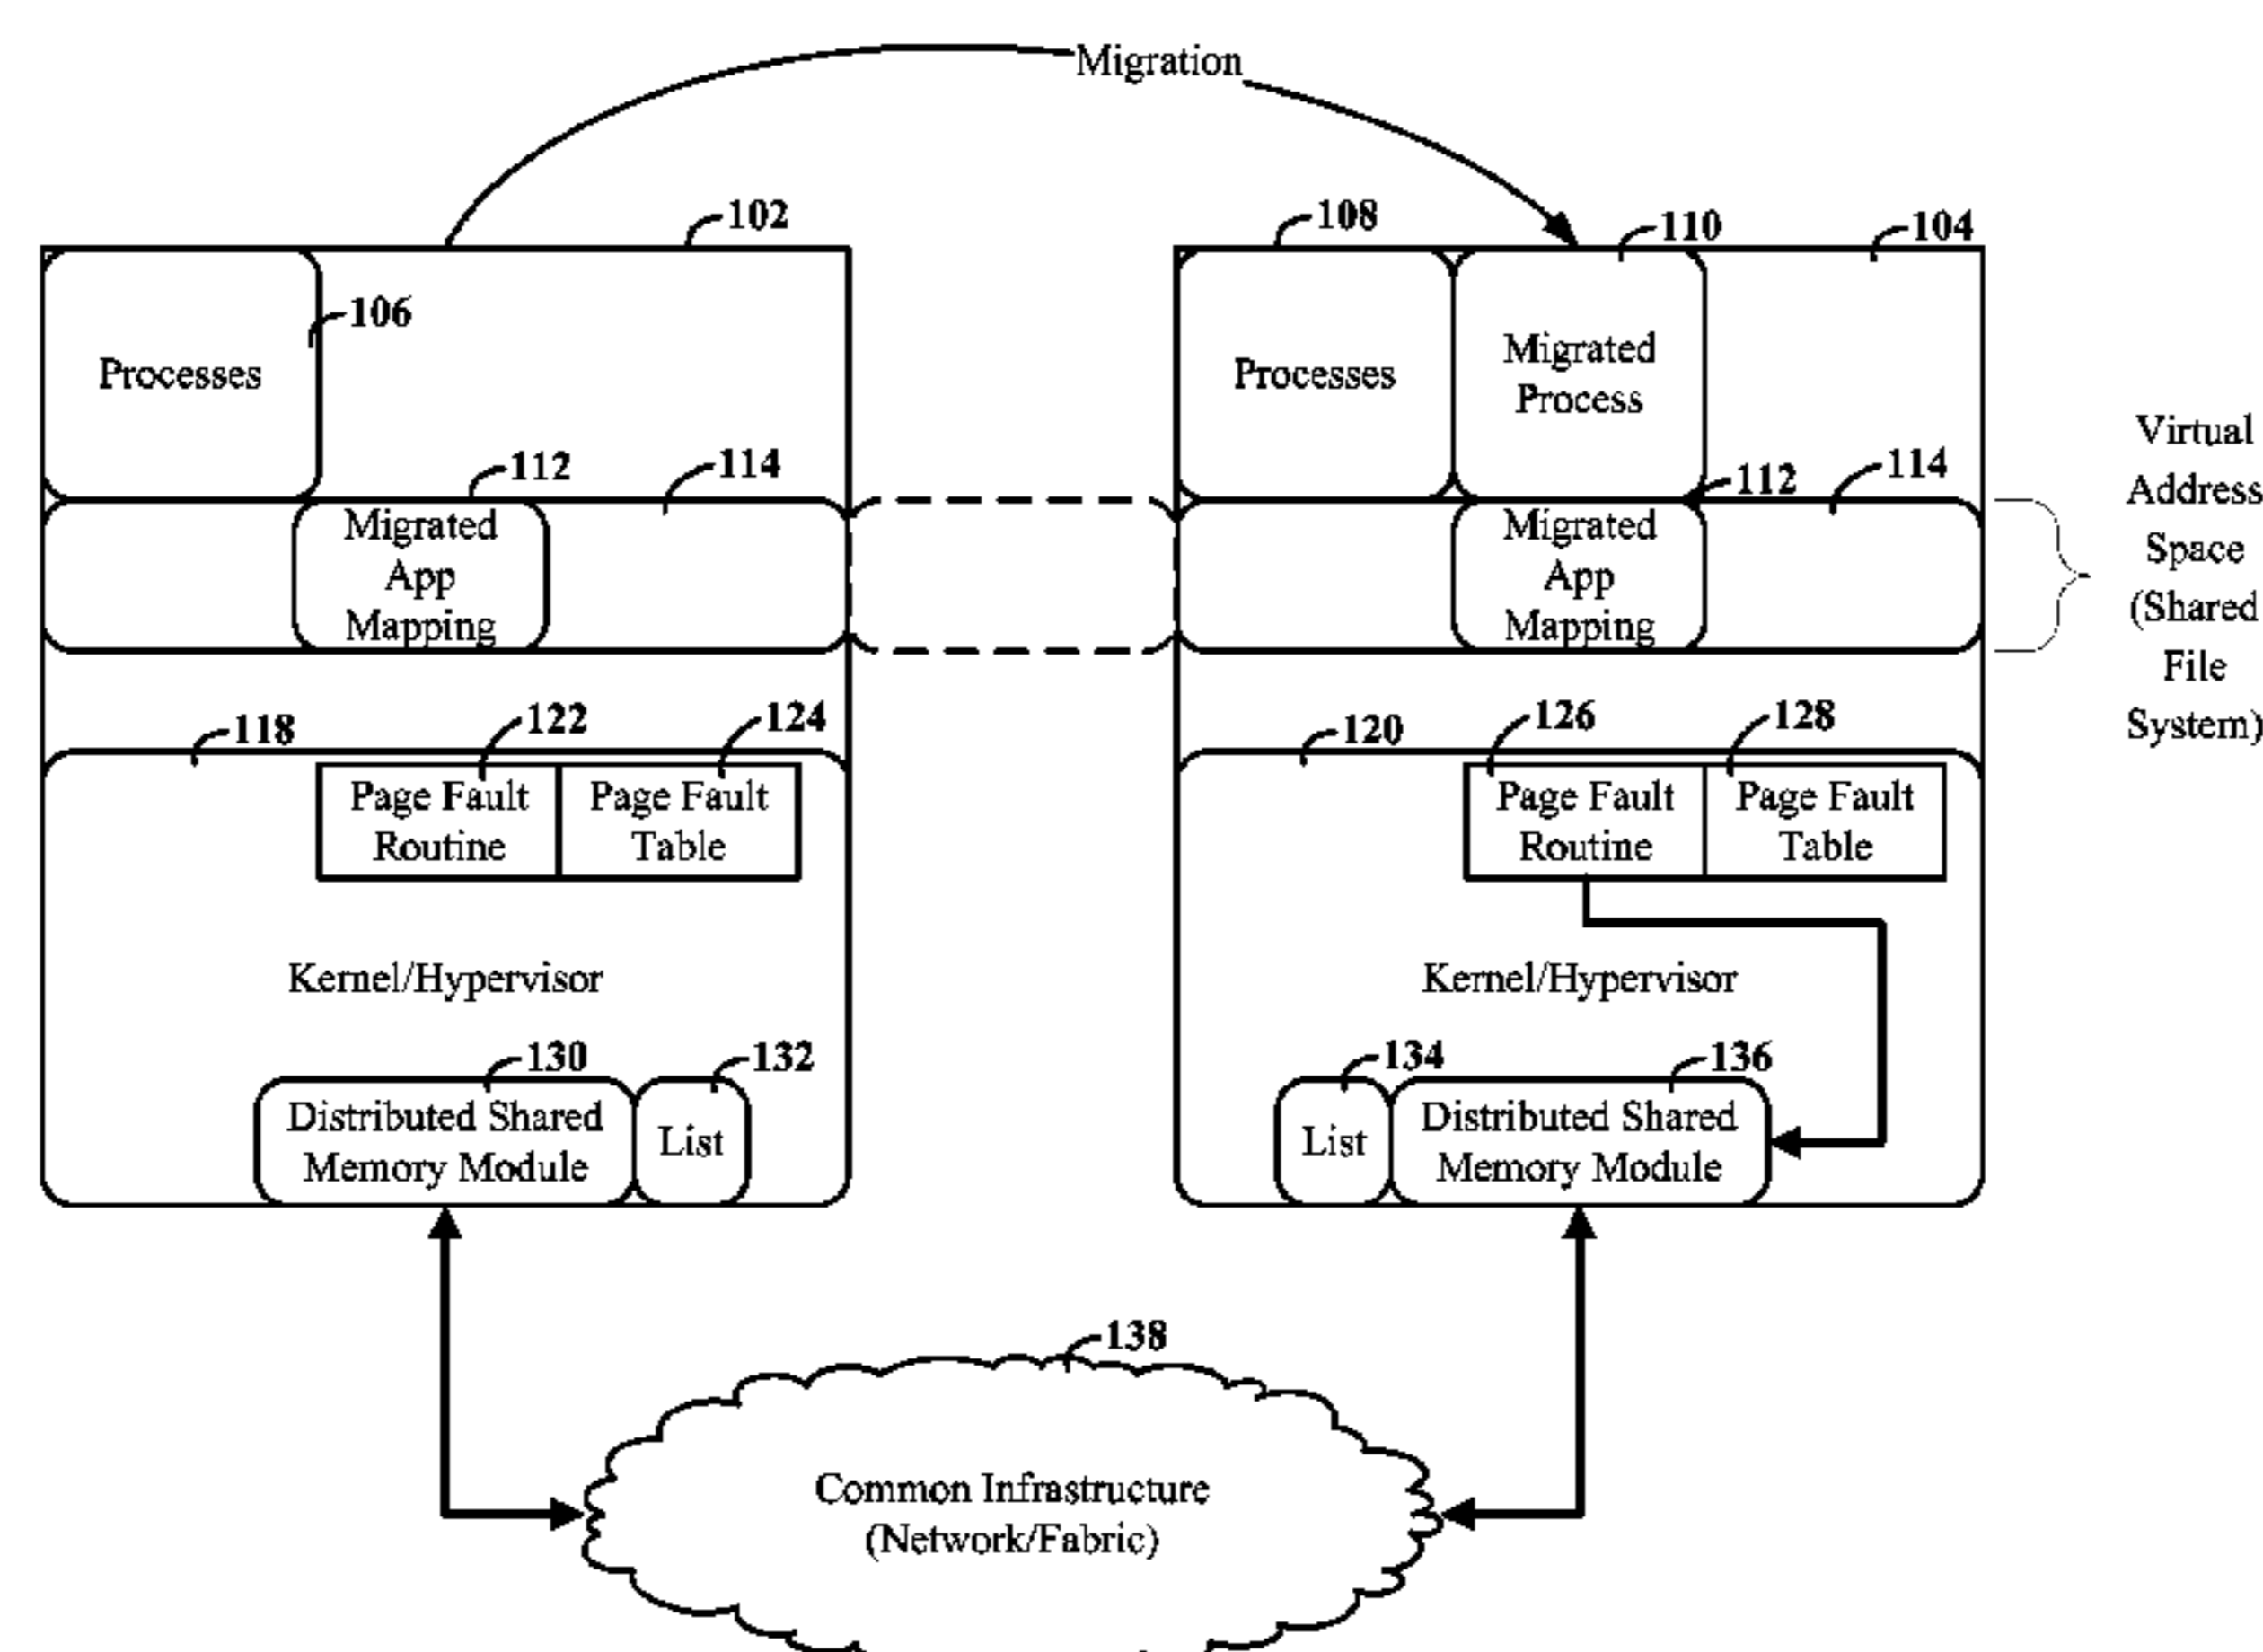 Migration
102
108
110
104
106
Processes
Processes
Migrated
Process
112
114
112
114
Migrated
App
Mapping
Migrated
App
Mapping
Virtual
Address
Space
(Shared
File
System)
118
122
124
120
126
128
Page Fault
Routine
Page Fault
Table
Page Fault
Routine
Page Fault
Table
Kernel/Hypervisor
Kernel/Hypervisor
130
132
134
136
Distributed Shared
Memory Module
List
List
Distributed Shared
Memory Module
138
Common Infrastructure
(Network/Fabric)